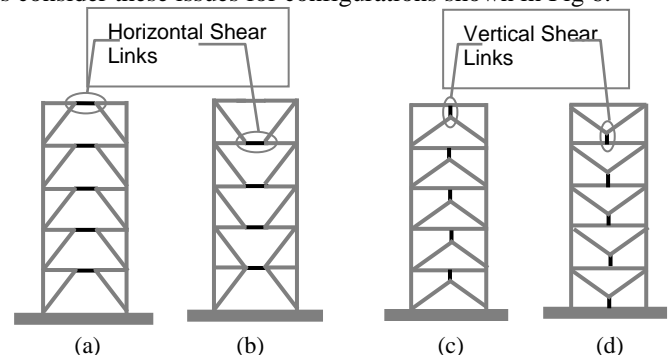 s consider these issues for configurations shown in Fig 6.
Horizontal Shear
Links
Vertical Shear
Links
(a)
(b)
(c)
(d)